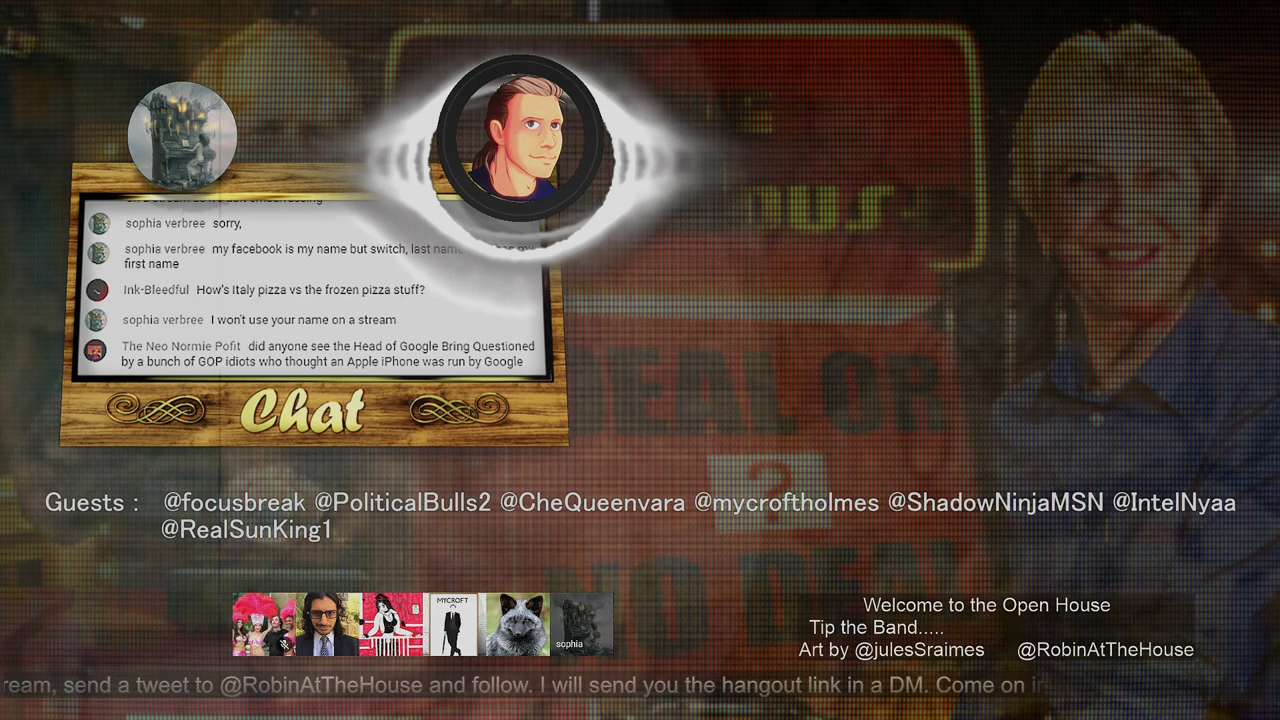 sophia verbree sorry,
sophia verbree my facebook is my name but switch, last name
first name
Ink-Bleedful How's Italy pizza vs the frozen pizza stuff?
sophia verbree I won't use your name on a stream
The Neo Normie Pofit did anyone see the Head of Google Bring Questioned
by a bunch of GOP idiots who thought an Apple iPhone was run by Google
Chat
DEAL OR
?
NO DEAL
Guests : @focusbreak @PoliticalBulls2 @CheQueenvara @mycroftholmes @ShadowNinjaMSN @IntelNyaa
@RealSunKing1
MYCROFT
sophia
Welcome to the Open House
Tip the Band.....
Art by @julesSraimes @RobinAtTheHouse
ream, send a tweet to @RobinAtTheHouse and follow. I will send you the hangout link in a DM. Come on in